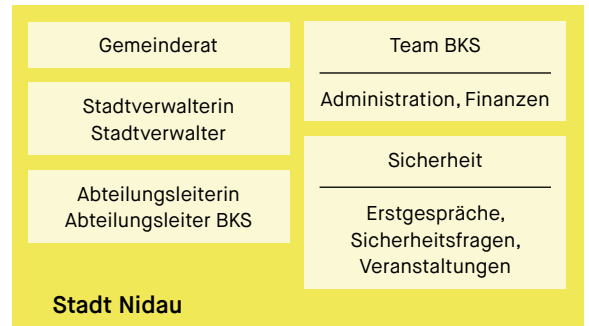 Gemeinderat
Stadtverwalterin
Stadtverwalter
Abteilungsleiterin
Abteilungsleiter BKS
Team BKS
Administration, Finanzen
Sicherheit
Erstgespräche,
Sicherheitsfragen,
Veranstaltungen
Stadt Nidau